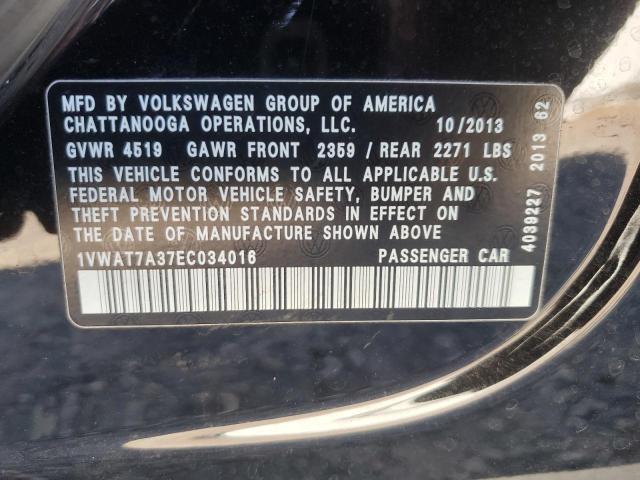 MFD BY VOLKSWAGEN GROUP OF AMERICA
CHATTANOOGA OPERATIONS, LLC. 10/2013
GVWR 4519 GAWR FRONT 2359 / REAR 2271 LBS
THIS VEHICLE CONFORMS TO ALL APPLICABLE U.S.
FEDERAL MOTOR VEHICLE SAFETY, BUMPER AND
THEFT PREVENTION STANDARDS IN EFFECT ON
THE DATE OF MANUFACTURE SHOWN ABOVE
1VWAT7A37EC034016 PASSENGER CAR
4039227 2013 62